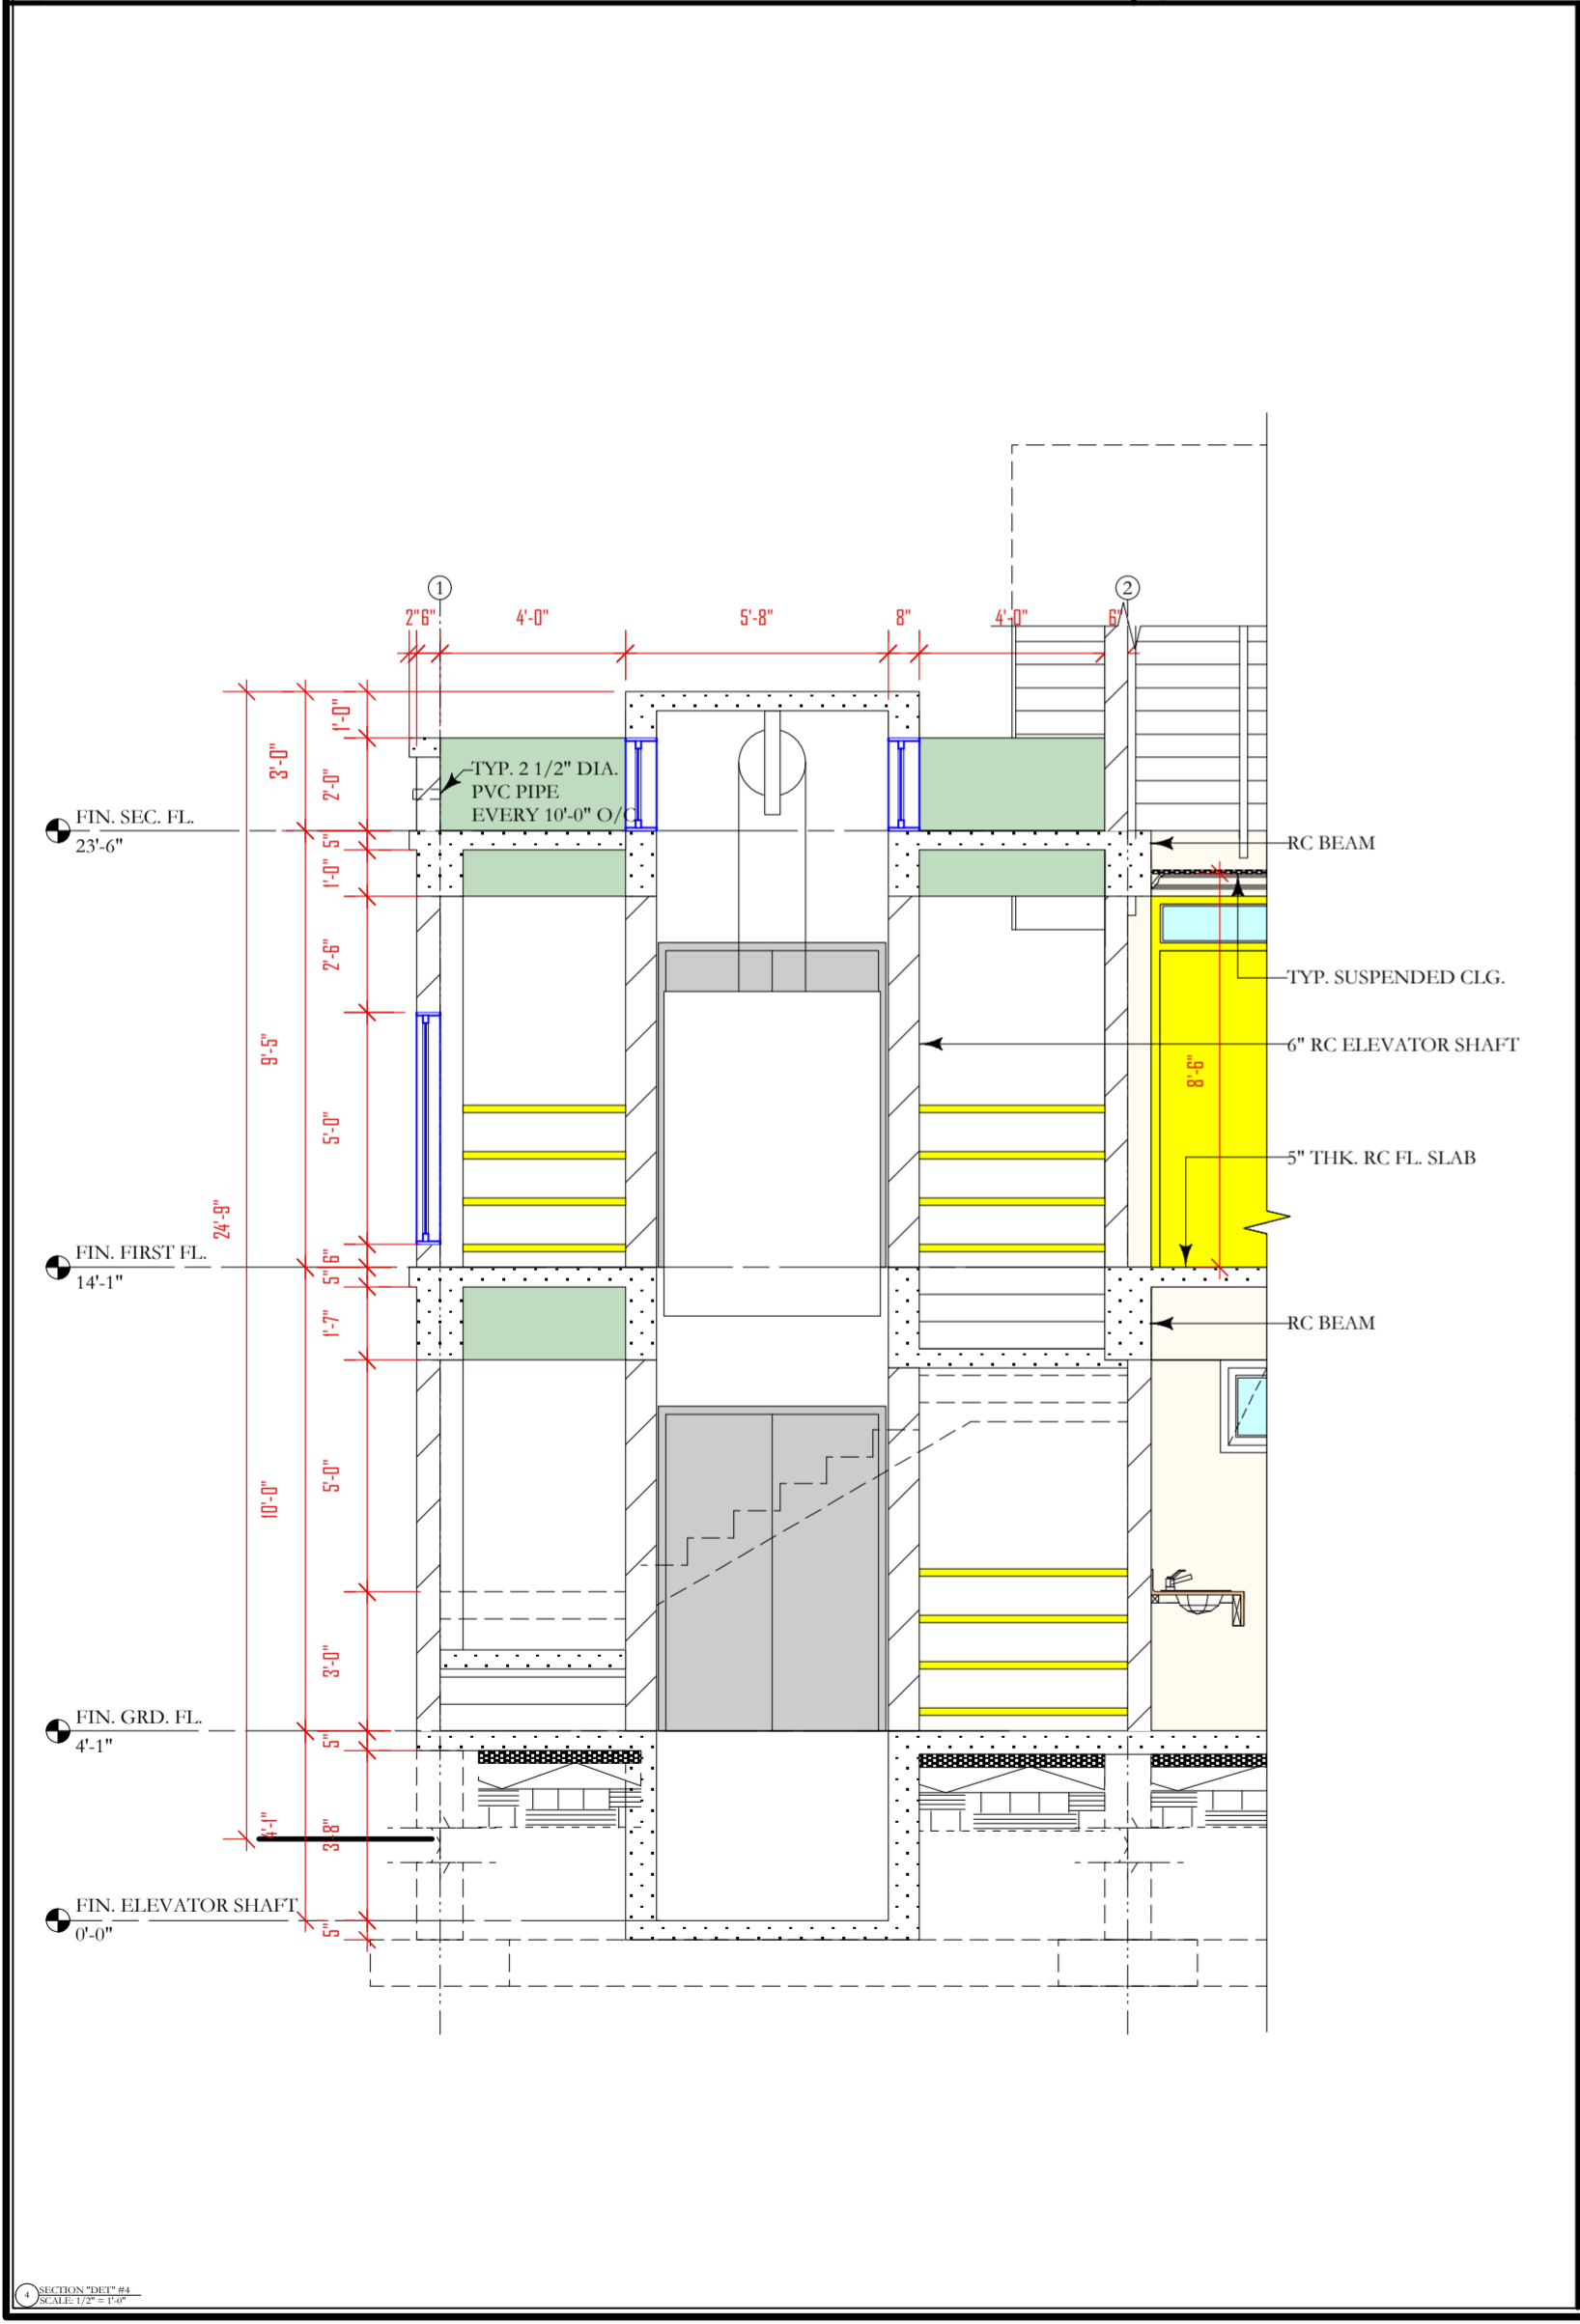 1
2
2"
6"
4'-0"
5'-8"
8"
4'-0"
6"
1'-0"
3'-0"
2'-0"
TYP. 2 1/2" DIA.
PVC PIPE
EVERY 10'-0" O/C
FIN. SEC. FL.
23'-6"
5"
1'-0"
RC BEAM
2'-6"
TYP. SUSPENDED CLG.
9'-5"
6" RC ELEVATOR SHAFT
8'-6"
5'-0"
5" THK. RC FL. SLAB
24'-9"
FIN. FIRST FL.
14'-1"
6"
5"
1'-7"
RC BEAM
5'-0"
10'-0"
3'-0"
FIN. GRD. FL.
4'-1"
5"
4'-1"
3'-8"
FIN. ELEVATOR SHAFT
0'-0"
5"
4
SECTION "DET" #4
SCALE: 1/2" = 1'-0"